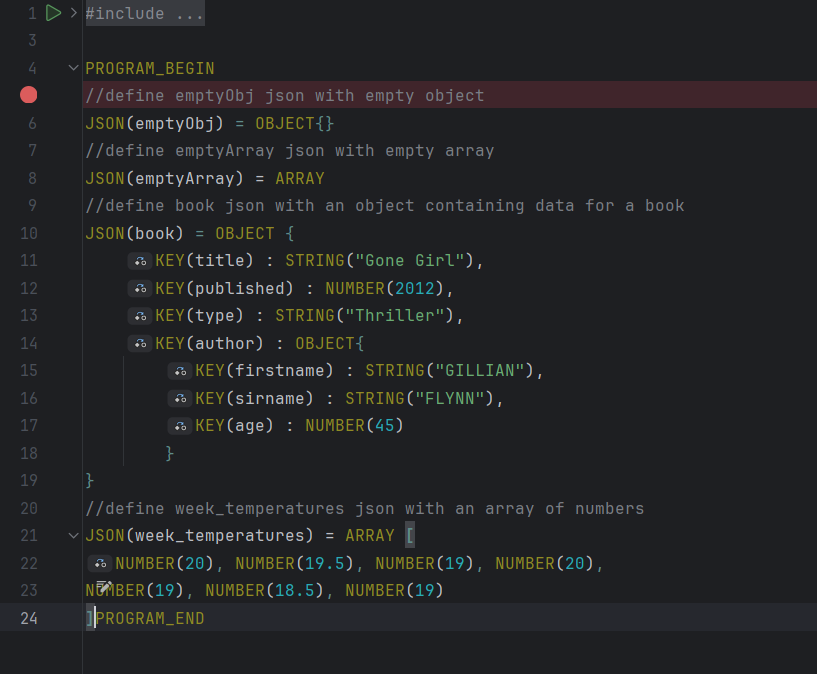 1 #include ...
3
4 PROGRAM_BEGIN
//define emptyObj json with empty object
6 JSON(emptyObj) = OBJECT{}
7 //define emptyArray json with empty array
8 JSON(emptyArray) = ARRAY
9 //define book json with an object containing data for a book
10 JSON(book) = OBJECT {
11 KEY(title) : STRING("Gone Girl"),
12 KEY(published) : NUMBER(2012),
13 KEY(type) : STRING("Thriller"),
14 KEY(author) : OBJECT{
15 KEY(firstname) : STRING("GILLIAN"),
16 KEY(sirname) : STRING("FLYNN"),
17 KEY(age) : NUMBER(45)
18 }
19 }
20 //define week_temperatures json with an array of numbers
21 JSON(week_temperatures) = ARRAY [
22 NUMBER(20), NUMBER(19.5), NUMBER(19), NUMBER(20),
23 NUMBER(19), NUMBER(18.5), NUMBER(19)
24 ]PROGRAM_END